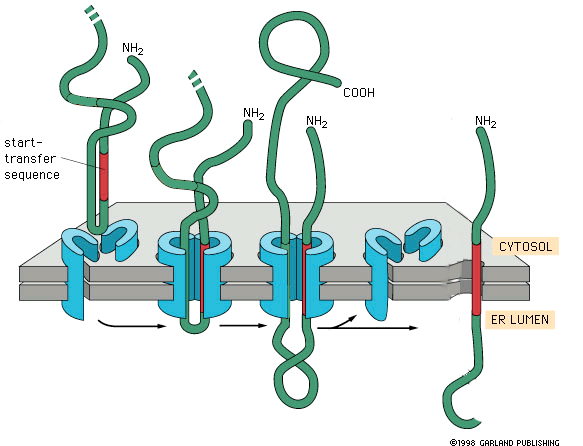 NH2
NH2
COOH
NH2
NH2
start-
transfer
sequence
CYTOSOL
ER LUMEN
©1998 GARLAND PUBLISHING